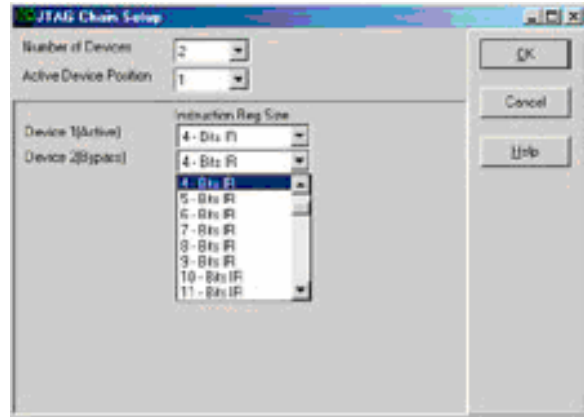 JTAG Chain Setup
Number of Devices 2
Active Device Position 1
OK
Cancel
Help
Instruction Reg Size
Device 1(Active) 4 - Bits IR
Device 2(Bypass) 4 - Bits IR
4 - Bits IR
5 - Bits IR
6 - Bits IR
7 - Bits IR
8 - Bits IR
9 - Bits IR
10 - Bits IR
11 - Bits IR